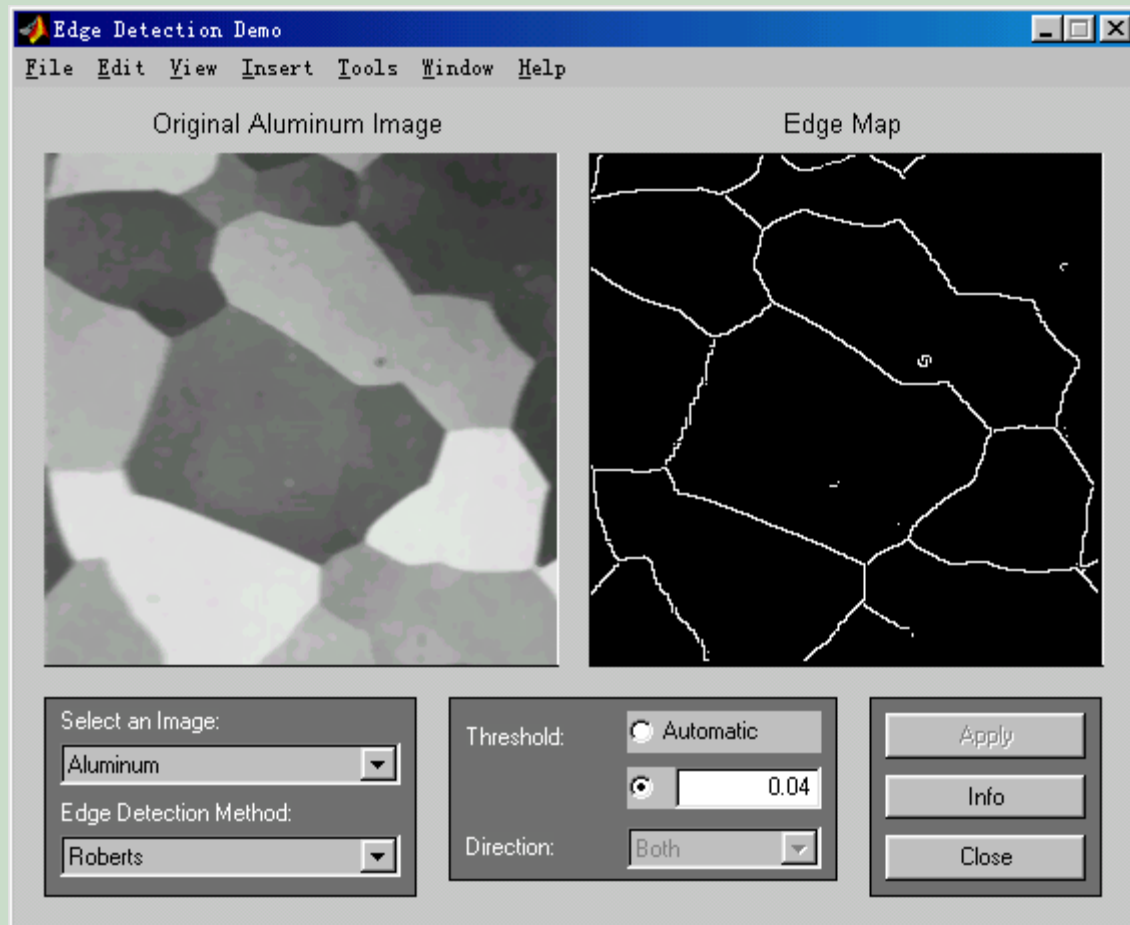 Edge Detection Demo
File Edit View Insert Tools Window Help
Original Aluminum Image
Edge Map
Select an Image:
Aluminum
Edge Detection Method:
Roberts
Threshold:
Automatic
0.04
Direction:
Both
Apply
Info
Close